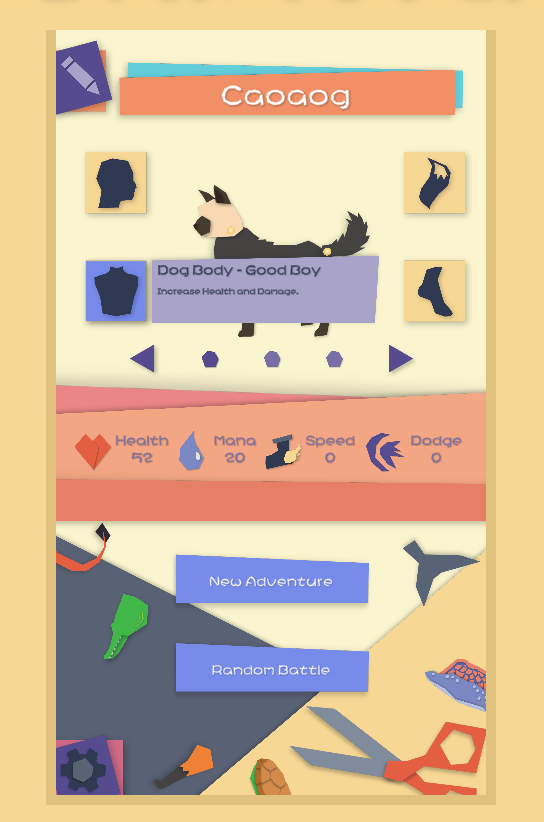 Caoaog
Dog Body - Good Boy
Increase Health and Damage.
Health
52
Mana
20
Speed
0
Dodge
0
New Adventure
Random Battle